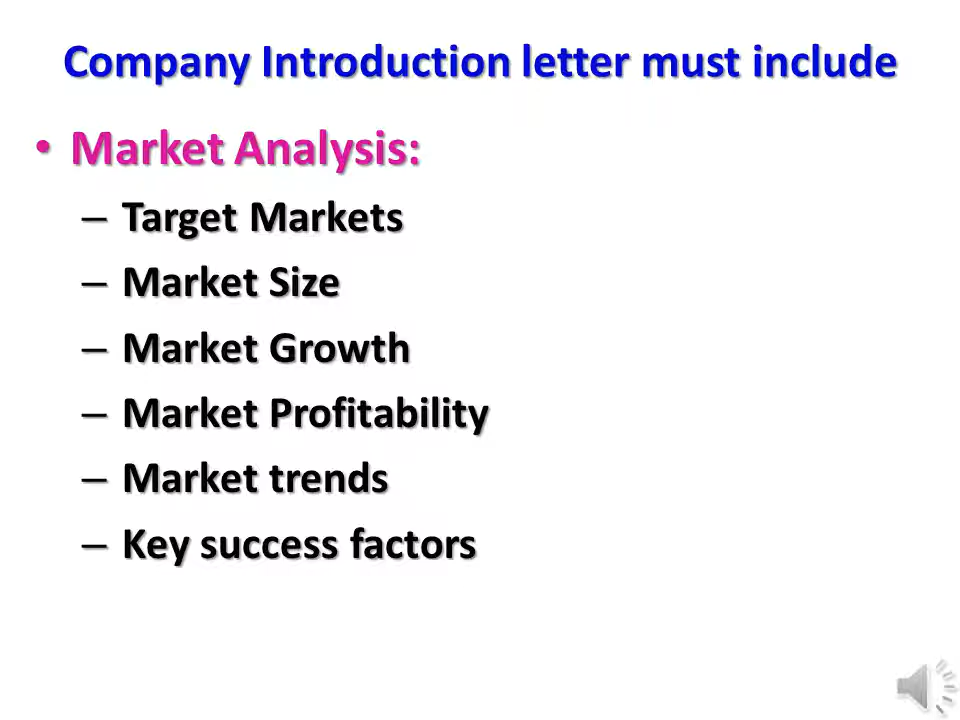 Company Introduction letter must include
• Market Analysis:
– Target Markets
– Market Size
– Market Growth
– Market Profitability
– Market trends
– Key success factors